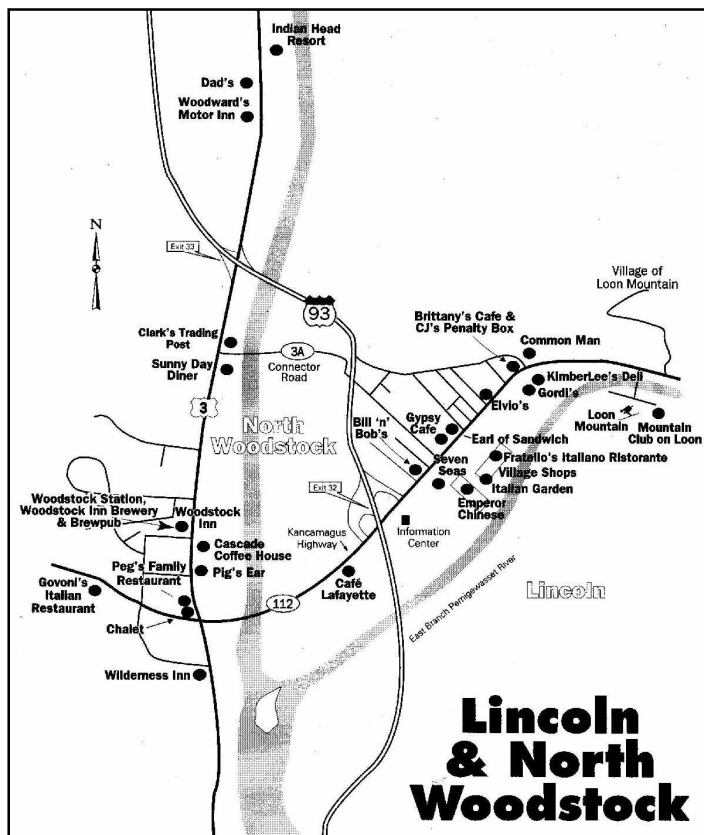 Indian Head
Resort
Dad's
Woodward's
Motor Inn
N
Exit 33
93
Village of
Loon Mountain
Brittany's Cafe &
CJ's Penalty Box
Common Man
Clark's Trading
Post
3A
Connector
Road
Sunny Day
Diner
KimberLee's Deli
Gordi's
Elvio's
Loon
Mountain
Mountain
Club on Loon
3
North
Woodstock
Gypsy
Cafe
Bill 'n'
Bob's
Earl of Sandwich
Seven
Seas
Fratello's Italiano Ristorante
Village Shops
Italian Garden
Emperor
Chinese
Exit 32
Woodstock Station,
Woodstock Inn Brewery
& Brewpub
Woodstock
Inn
Kancamagus
Highway
Information
Center
Cascade
Coffee House
Peg's Family
Restaurant
Pig's Ear
Govoni's
Italian
Restaurant
Café
Lafayette
112
Chalet
East Branch Pemigewasset River
Lincoln
Wilderness Inn
Lincoln
& North
Woodstock